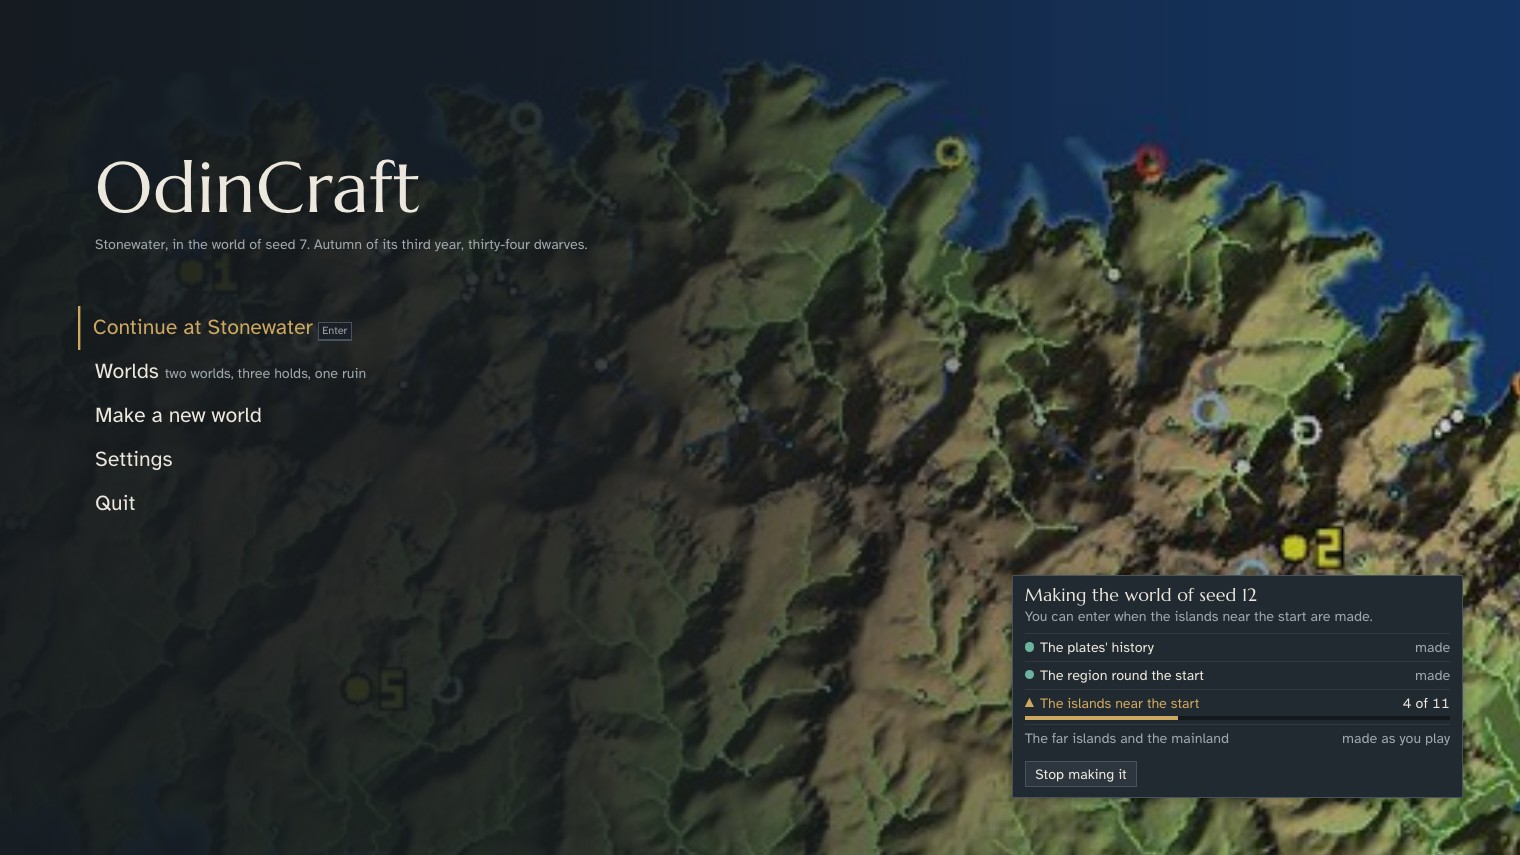 OdinCraft
Stonewater, in the world of seed 7. Autumn of its third year, thirty-four dwarves.
1
Continue at Stonewater Enter
Worlds two worlds, three holds, one ruin
Make a new world
Settings
Quit
2
5
Making the world of seed 12
You can enter when the islands near the start are made.
The plates' history made
The region round the start made
The islands near the start 4 of 11
The far islands and the mainland made as you play
Stop making it